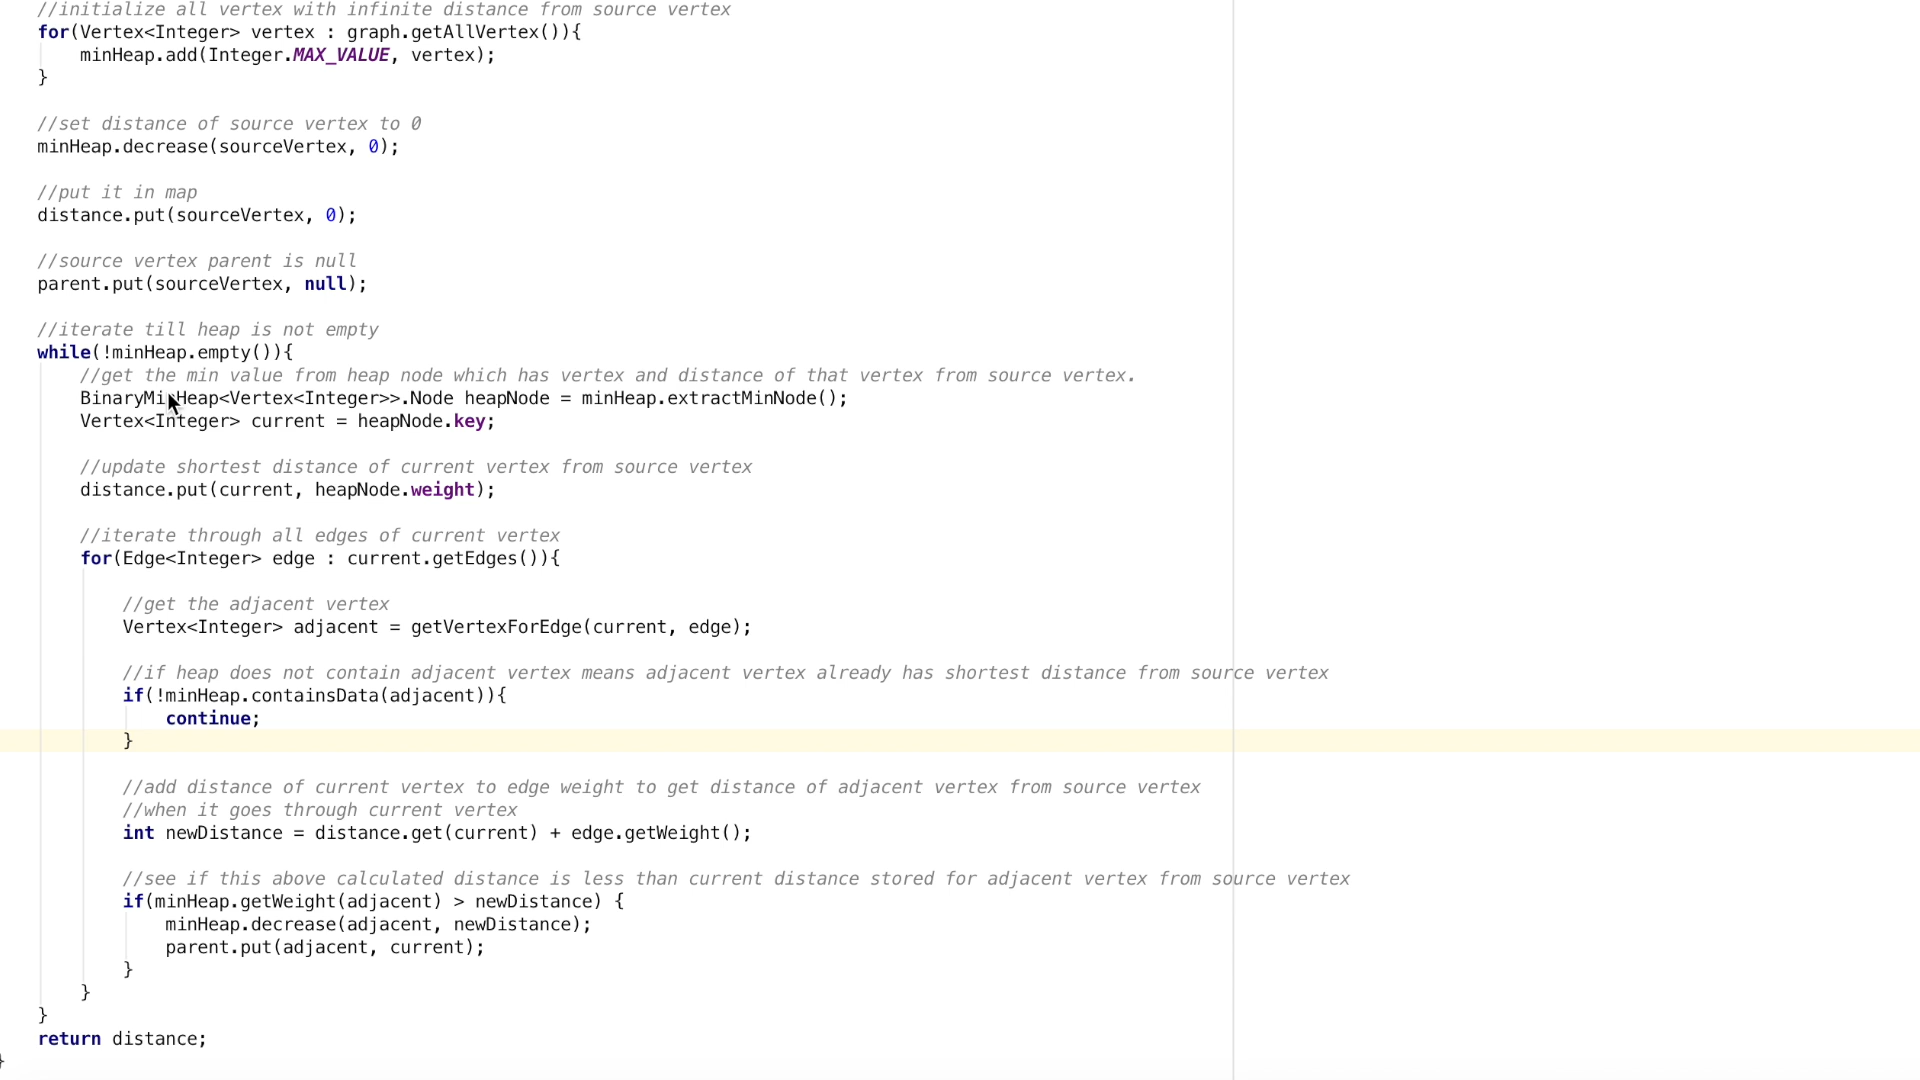 //initialize all vertex with infinite distance from source vertex
for(Vertex<Integer> vertex : graph.getAllVertex()){
minHeap.add(Integer.MAX_VALUE, vertex);
}
//set distance of source vertex to 0
minHeap.decrease(sourceVertex, 0);
//put it in map
distance.put(sourceVertex, 0);
//source vertex parent is null
parent.put(sourceVertex, null);
//iterate till heap is not empty
while(!minHeap.empty()){
//get the min value from heap node which has vertex and distance of that vertex from source vertex.
BinaryMinHeap<Vertex<Integer>>.Node heapNode = minHeap.extractMinNode();
Vertex<Integer> current = heapNode.key;
//update shortest distance of current vertex from source vertex
distance.put(current, heapNode.weight);
//iterate through all edges of current vertex
for(Edge<Integer> edge : current.getEdges()){
//get the adjacent vertex
Vertex<Integer> adjacent = getVertexForEdge(current, edge);
//if heap does not contain adjacent vertex means adjacent vertex already has shortest distance from source vertex
if(!minHeap.containsData(adjacent)){
continue;
}
//add distance of current vertex to edge weight to get distance of adjacent vertex from source vertex
//when it goes through current vertex
int newDistance = distance.get(current) + edge.getWeight();
//see if this above calculated distance is less than current distance stored for adjacent vertex from source vertex
if(minHeap.getWeight(adjacent) > newDistance) {
minHeap.decrease(adjacent, newDistance);
parent.put(adjacent, current);
}
}
}
return distance;
}